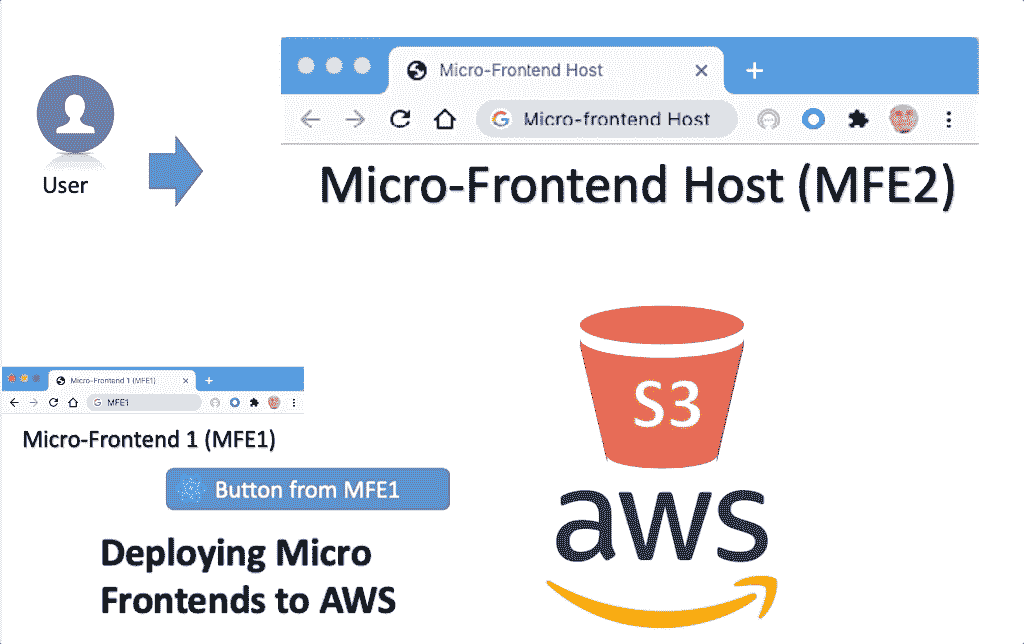 Micro-Frontend Host
Micro-frontend Host
User
Micro-Frontend Host (MFE2)
S3
Micro-Frontend 1 (MFE1)
MFE1
Micro-Frontend 1 (MFE1)
Button from MFE1
Deploying Micro
Frontends to AWS
aws